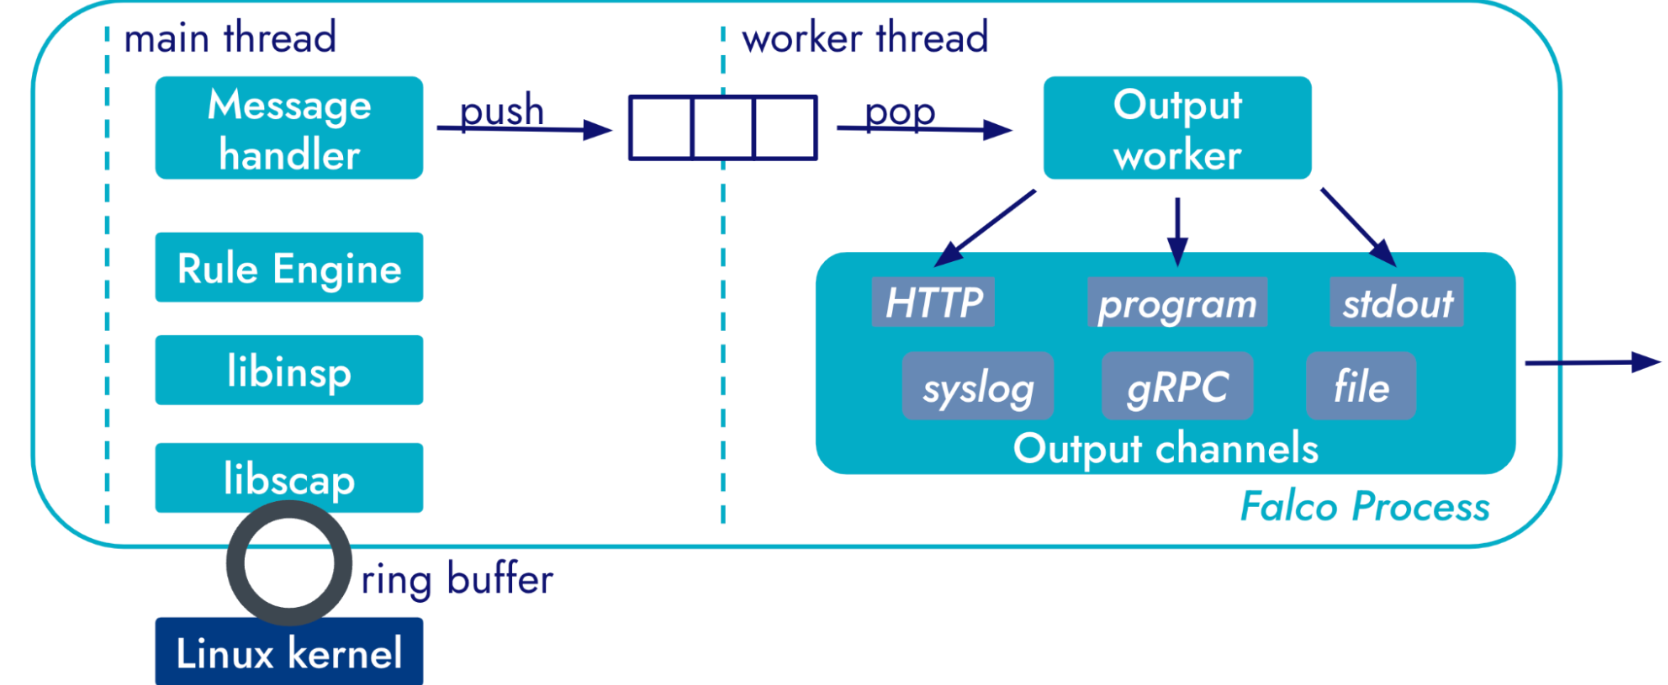 main thread
worker thread
Message
handler
push
pop
Output
worker
Rule Engine
HTTP
program
stdout
libinsp
syslog
gRPC
file
Output channels
libscap
Falco Process
ring buffer
Linux kernel